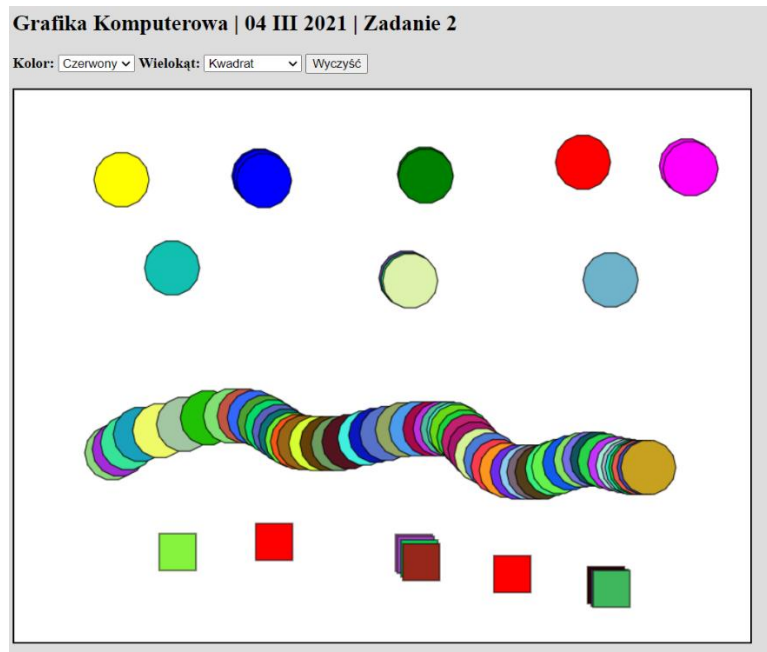 Grafika Komputerowa | 04 III 2021 | Zadanie 2
Kolor: Czerwony Wielokąt: Kwadrat Wyczyść